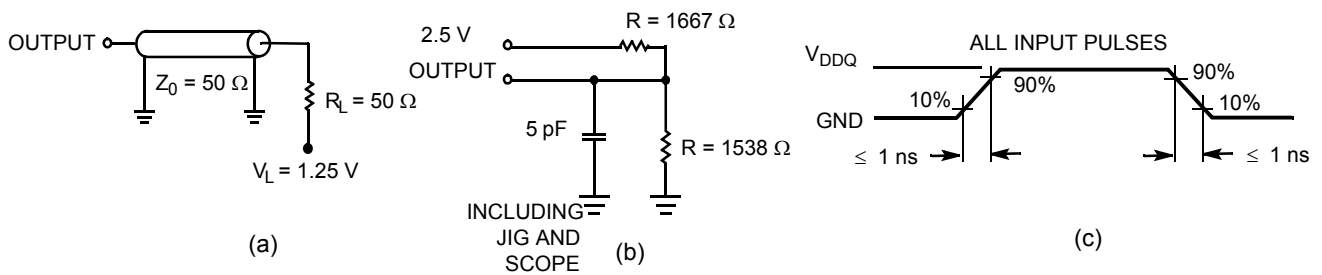 OUTPUT
Z0 = 50 Ω
RL = 50 Ω
VL = 1.25 V
(a)
R = 1667 Ω
2.5 V
OUTPUT
5 pF
R = 1538 Ω
INCLUDING
JIG AND
SCOPE
(b)
ALL INPUT PULSES
VDDQ
GND
10%
90%
90%
10%
≤ 1 ns
≤ 1 ns
(c)